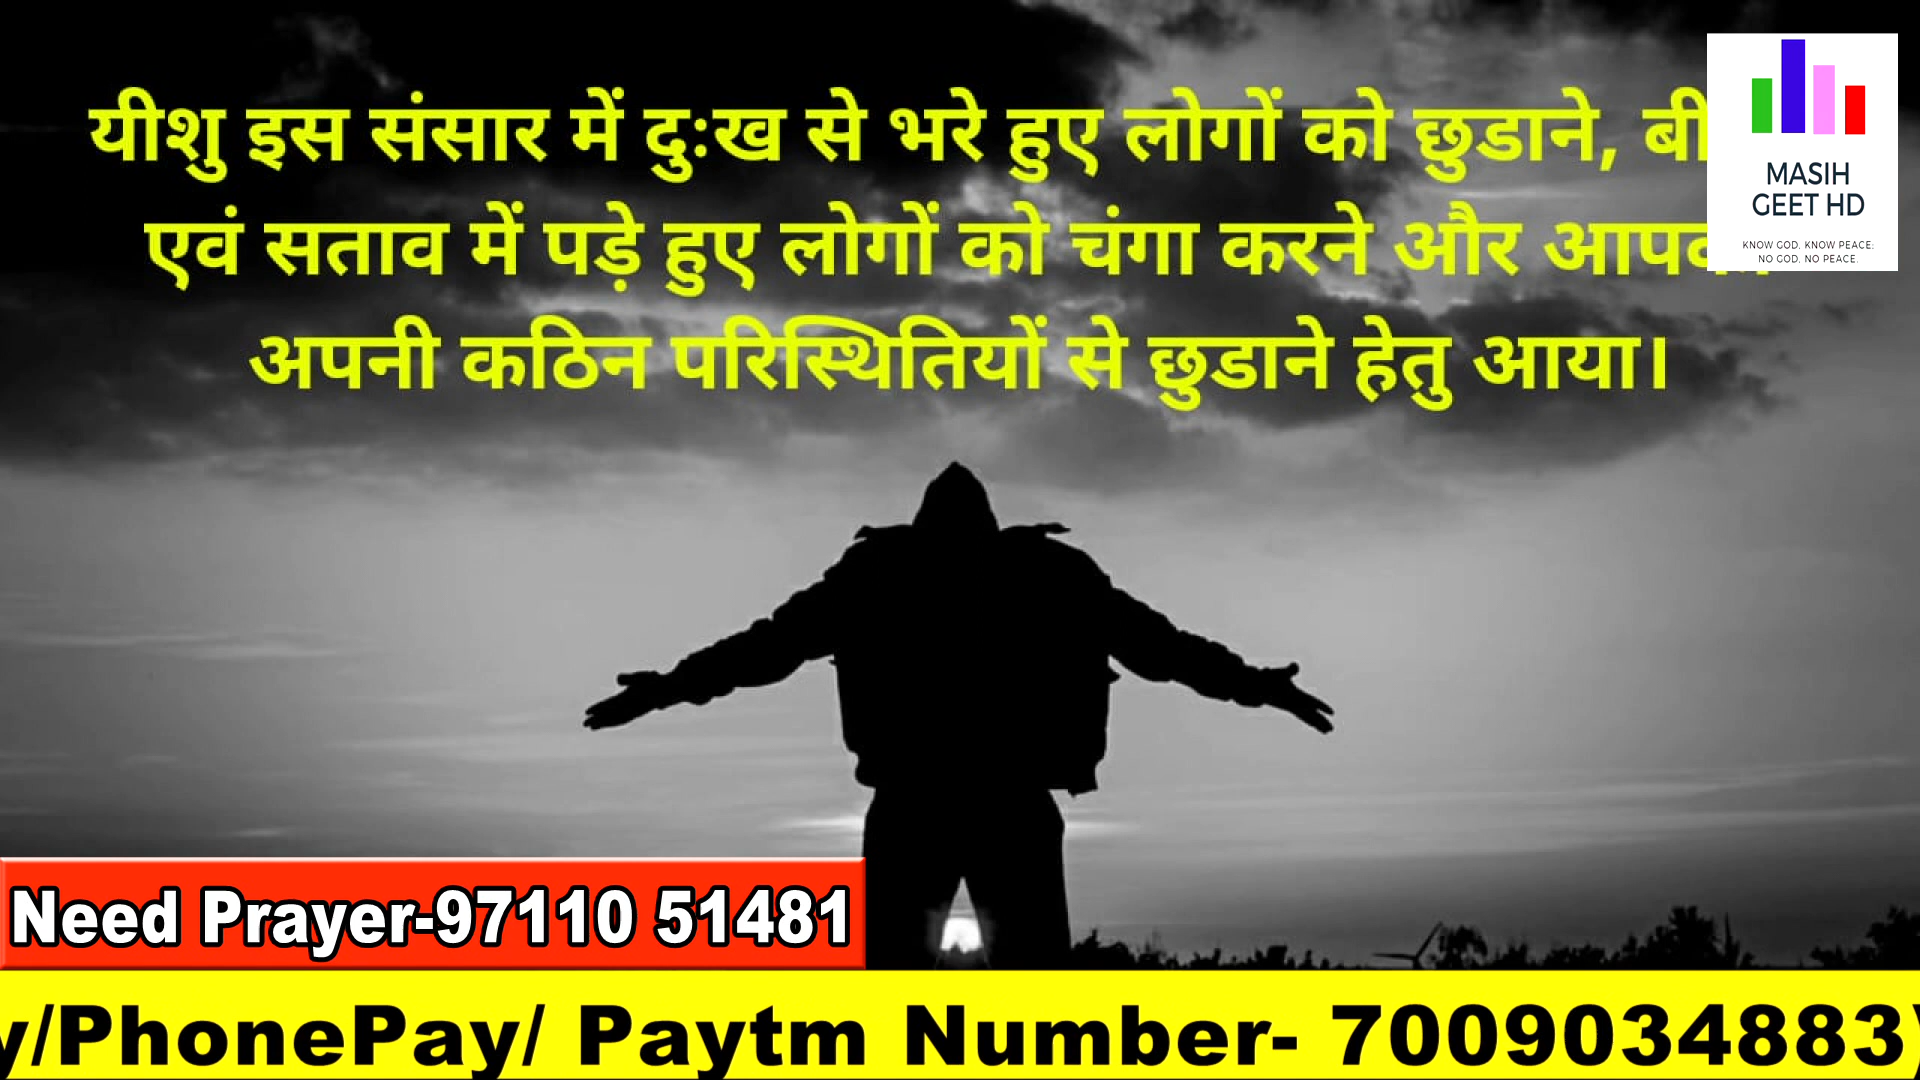 यीशु इस संसार में दुःख से भरे हुए लोगों को छुडाने,
एवं सताव में पड़े हुए लोगों को चंगा करने और
अपनी कठिन परिस्थितियों से छुडाने हेतु आया।
MASIH
GEET HD
KNOW GOD, KNOW PEACE;
NO GOD, NO PEACE.
Need Prayer-97110 51481
y/PhonePay/ Paytm Number- 7009034883)